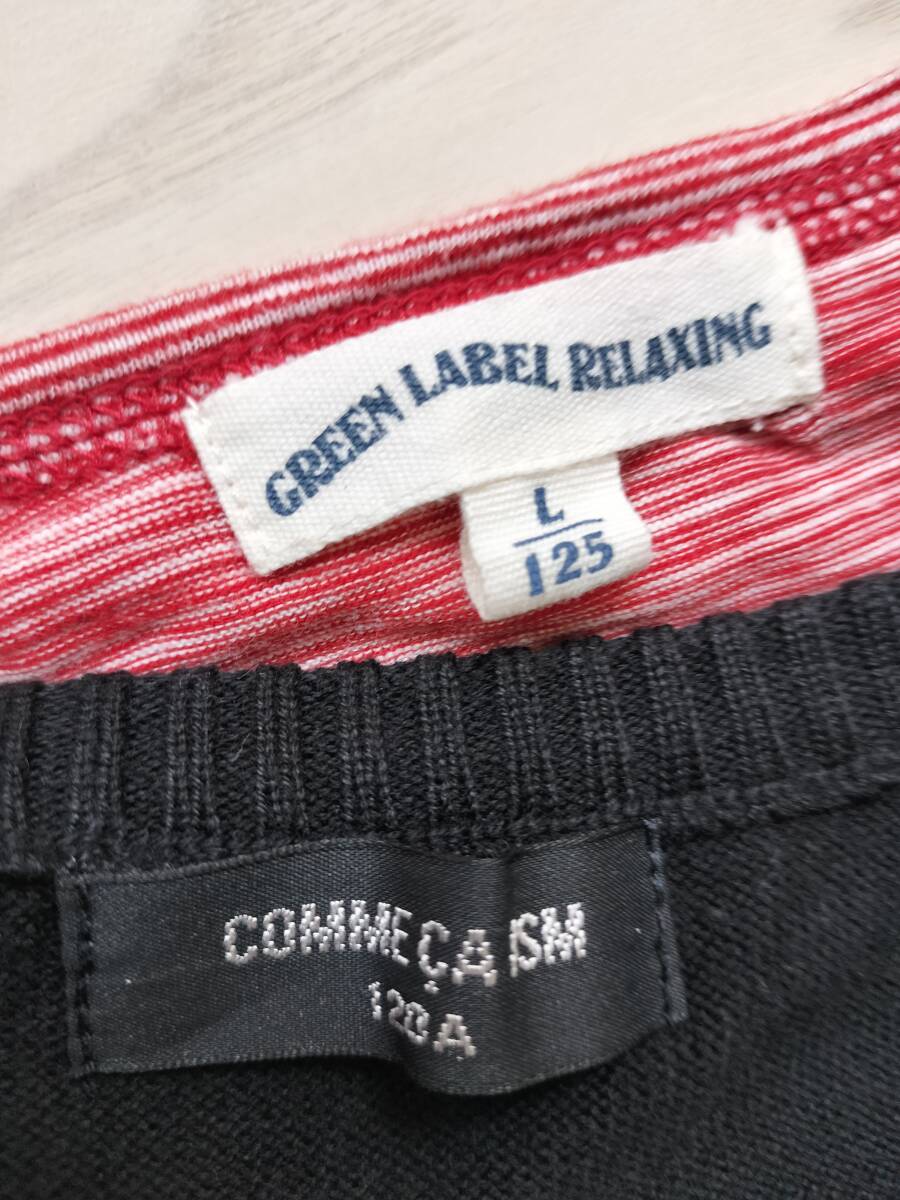 GREEN LABEL RELAXING
L
125
COMME ÇA ISM
120A